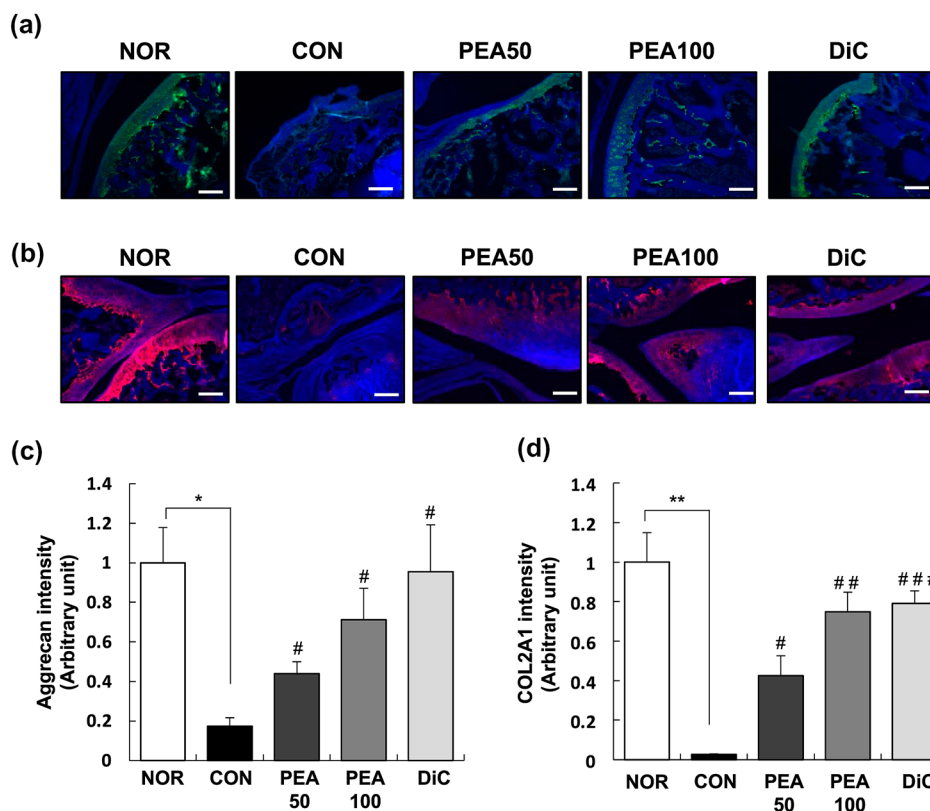 (a)
NOR CON PEA50 PEA100 DiC
(b)
NOR CON PEA50 PEA100 DiC
(c)
Aggrecan intensity
(Arbitrary unit)
1.4
1.2
1
0.8
0.6
0.4
0.2
0
*
#
#
#
NOR CON PEA PEA DiC
50 100
(d)
COL2A1 intensity
(Arbitrary unit)
1.4
1.2
1
0.8
0.6
0.4
0.2
0
**
#
##
###
NOR CON PEA PEA DiC
50 100